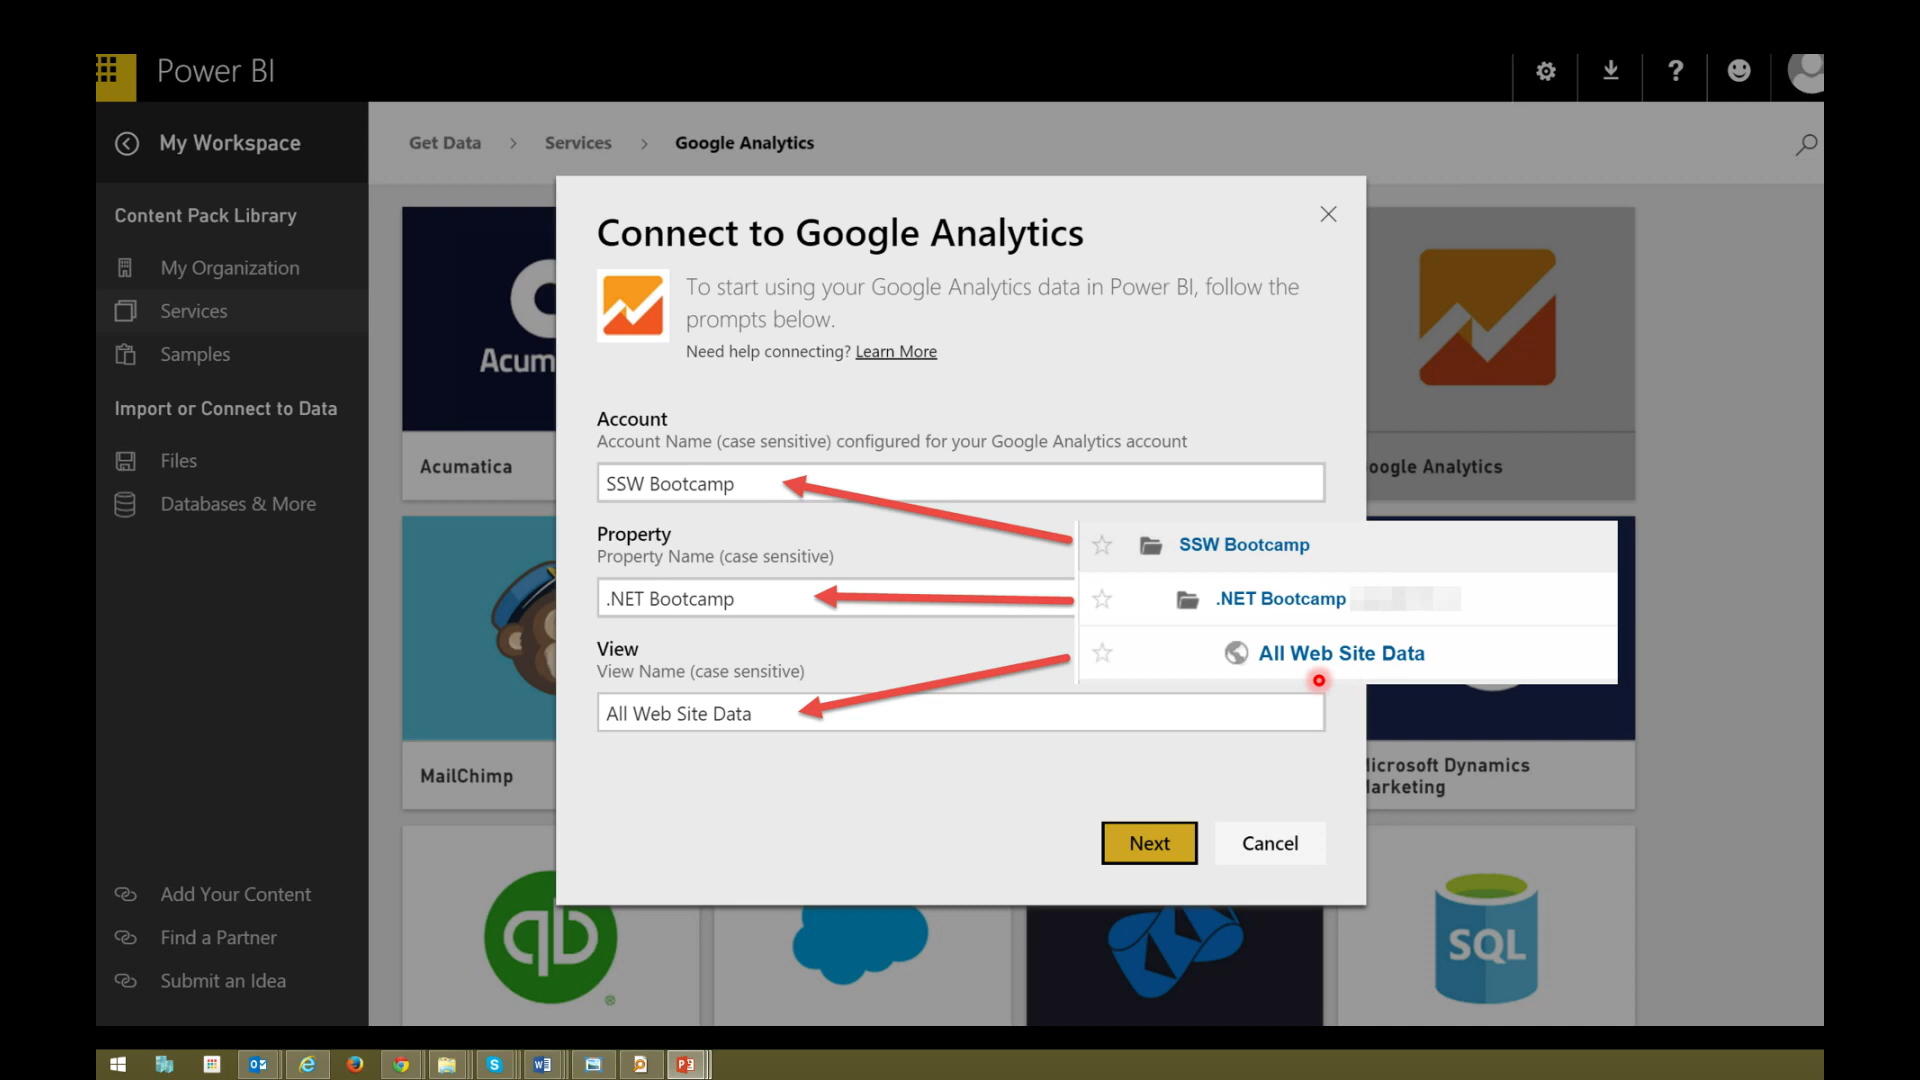 Power BI
?
My Workspace
Get Data > Services > Google Analytics
Content Pack Library
My Organization
Services
Samples
Import or Connect to Data
Files
Databases & More
Add Your Content
Find a Partner
Submit an Idea
Connect to Google Analytics
To start using your Google Analytics data in Power BI, follow the
prompts below.
Need help connecting? Learn More
Account
Account Name (case sensitive) configured for your Google Analytics account
SSW Bootcamp
Property
Property Name (case sensitive)
.NET Bootcamp
View
View Name (case sensitive)
All Web Site Data
SSW Bootcamp
.NET Bootcamp
All Web Site Data
Next
Cancel
Acum
Acumatica
oogle Analytics
MailChimp
icrosoft Dynamics
arketing
qb
SQL